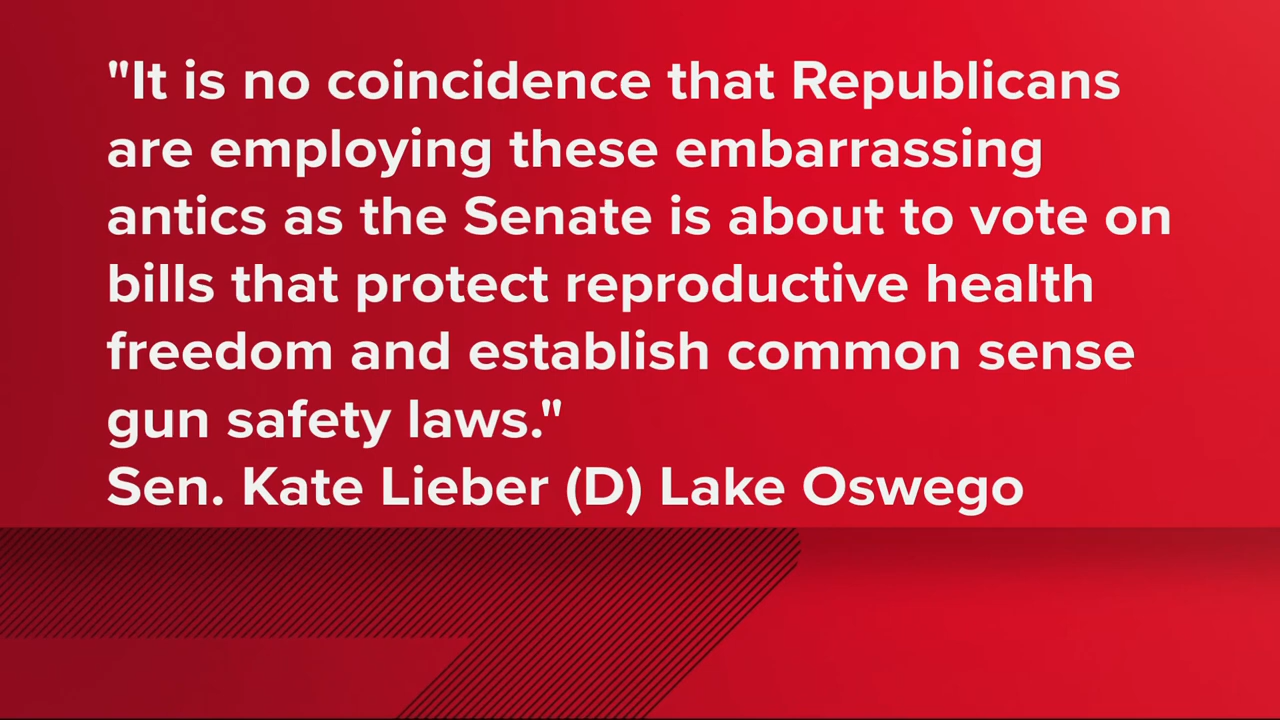 "It is no coincidence that Republicans
are employing these embarrassing
antics as the Senate is about to vote on
bills that protect reproductive health
freedom and establish common sense
gun safety laws."
Sen. Kate Lieber (D) Lake Oswego